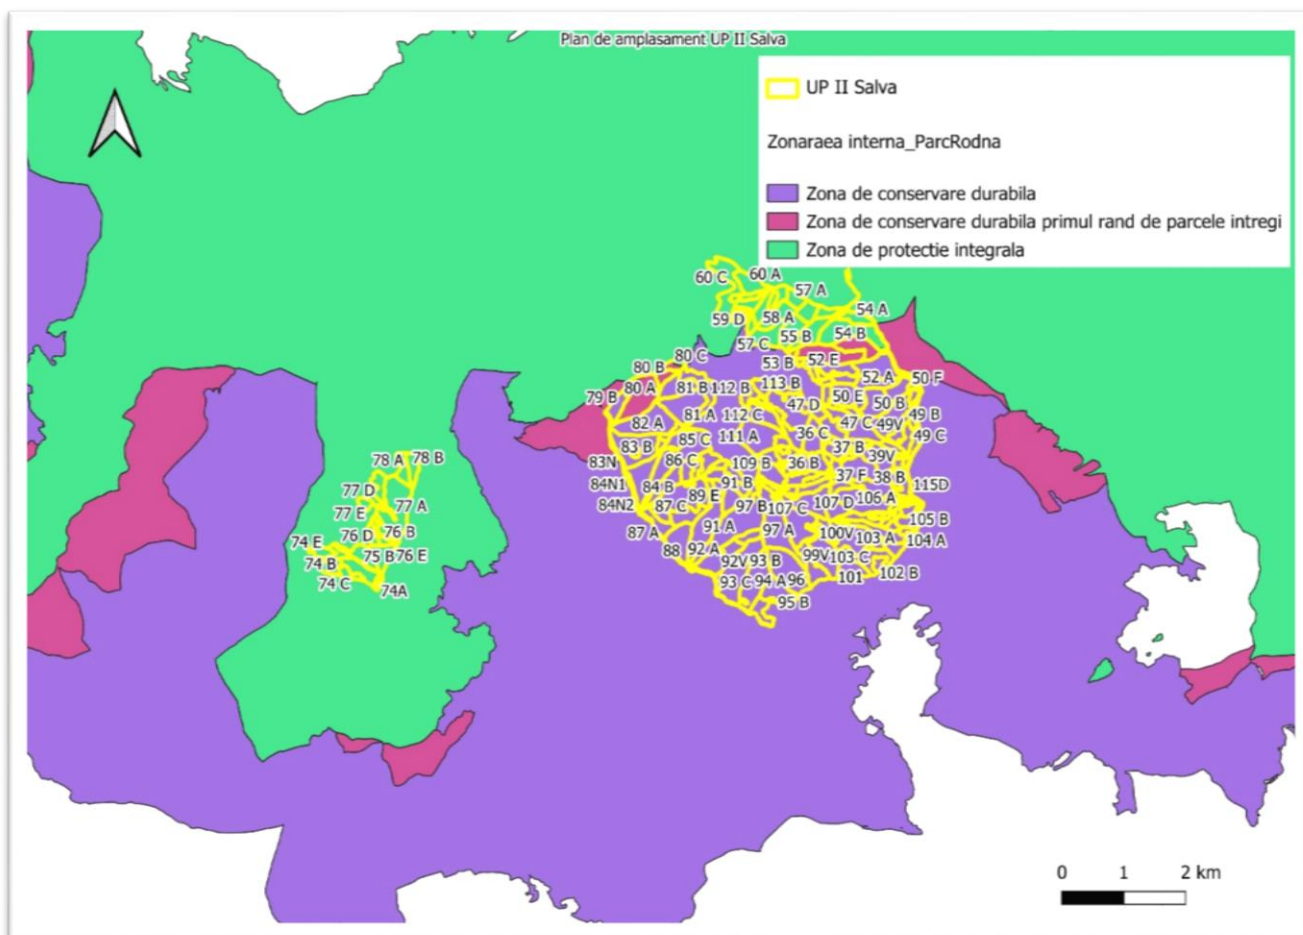 Plan de amplasament UP II Salva
UP II Salva
Zonaraea interna_ParcRodna
Zona de conservare durabila
Zona de conservare durabila primul rand de parcele intregi
Zona de protectie integrala
60 C
60 A
57 A
54 A
59 D
58 A
55 B
54 B
57 C
80 C
53 B
52 E
80 B
52 A
50 F
79 B
80 A
81 B
112 B
113 B
50 E
50 B
47 D
49 B
82 A
81 A
112 C
47 C
49V
49 C
85 C
111 A
36 C
83 B
37 B
39V
78 A
78 B
83N
86 C
109 B
36 B
37 F
38 B
115D
77 D
84N1
84 B
91 B
89 E
106 A
77 E
77 A
84N2
87 C
97 B
107 C
107 D
105 B
74 E
76 D
76 B
87 A
91 A
97 A
100V
103 A
104 A
74 B
75 B
76 E
88
92 A
92V
93 B
99V
103 C
74 C
74A
93 C
94 A
96
101
102 B
95 B
0 1 2 km